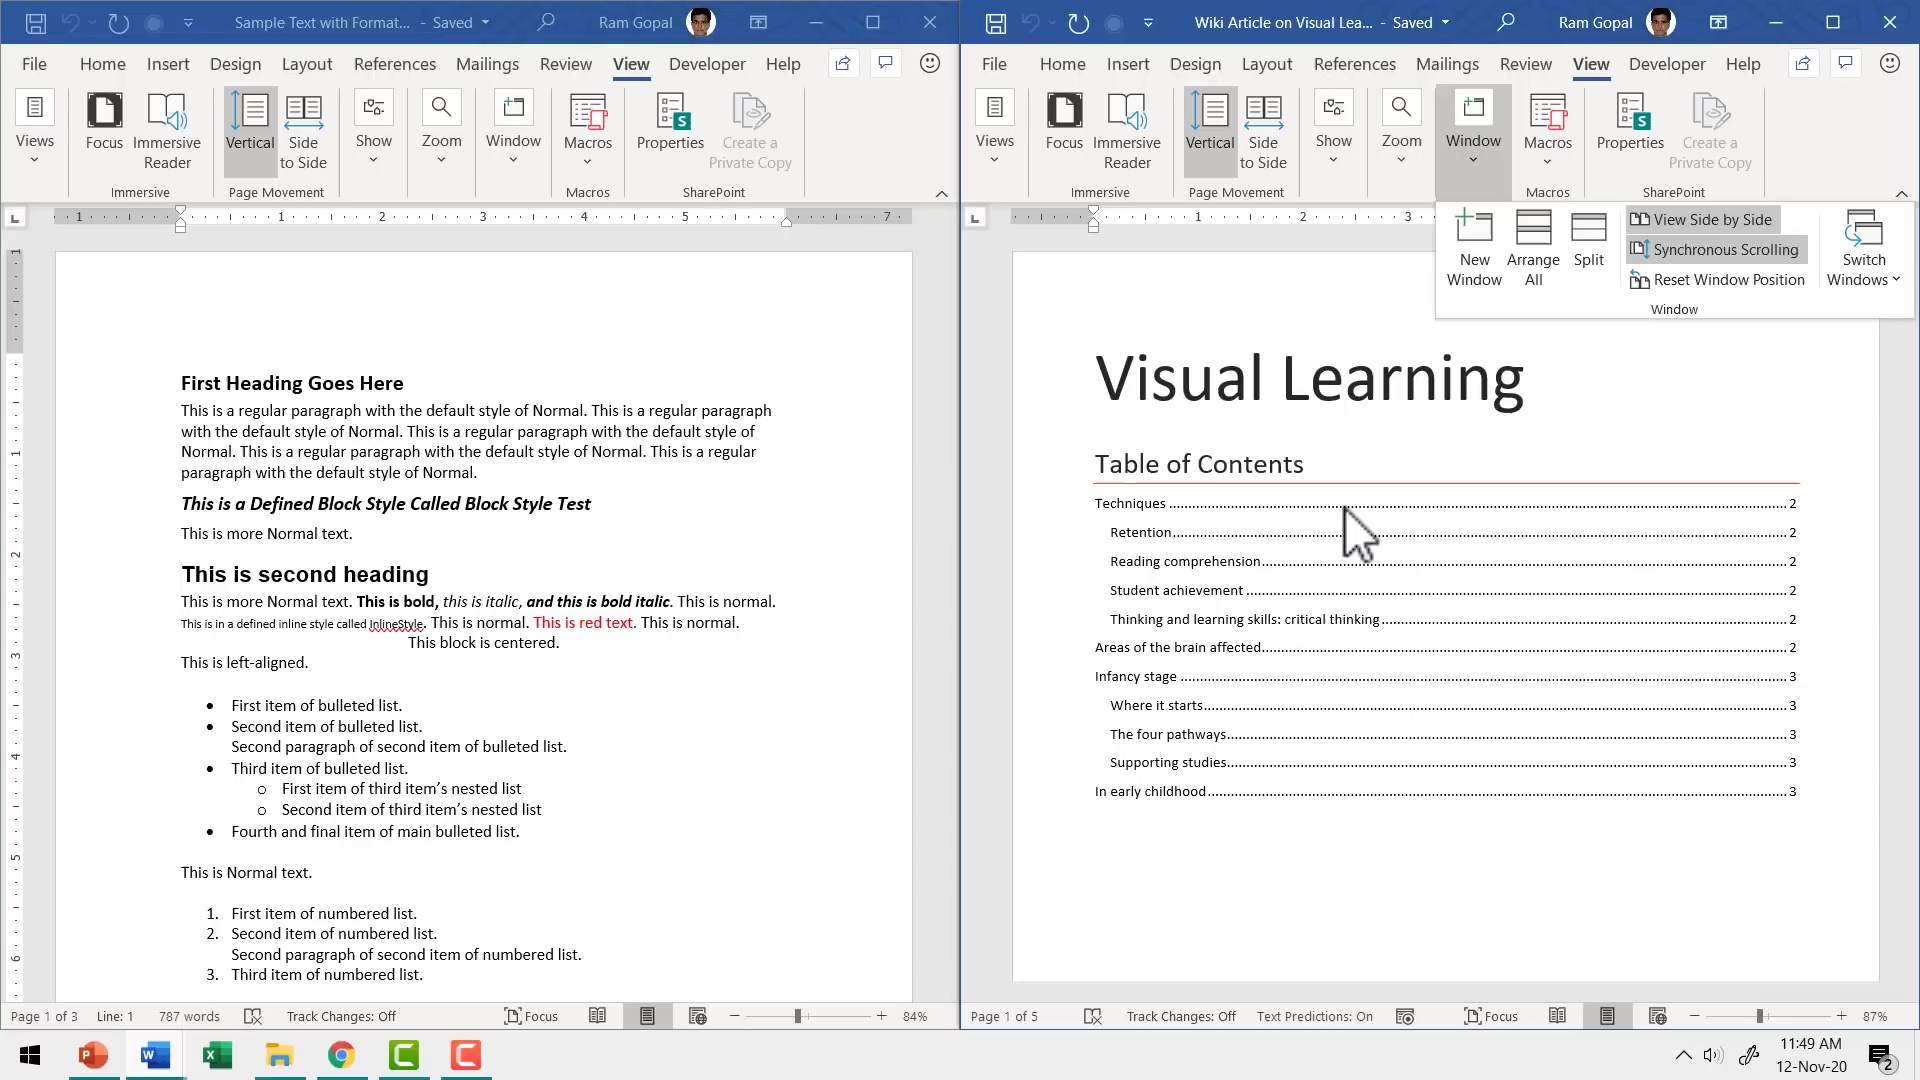 Sample Text with Format... - Saved
Ram Gopal
File Home Insert Design Layout References Mailings Review View Developer Help
Views
Focus
Immersive
Reader
Immersive
Vertical
Side
to Side
Page Movement
Show
Zoom
Window
Macros
Macros
Properties
Create a
Private Copy
SharePoint
1 1 2 3 4 5 7
First Heading Goes Here
This is a regular paragraph with the default style of Normal. This is a regular paragraph
with the default style of Normal. This is a regular paragraph with the default style of
Normal. This is a regular paragraph with the default style of Normal. This is a regular
paragraph with the default style of Normal.
This is a Defined Block Style Called Block Style Test
This is more Normal text.
This is second heading
This is more Normal text. This is bold, this is italic, and this is bold italic. This is normal.
This is in a defined inline style called InlineStyle. This is normal. This is red text. This is normal.
This block is centered.
This is left-aligned.
• First item of bulleted list.
• Second item of bulleted list.
Second paragraph of second item of bulleted list.
• Third item of bulleted list.
o First item of third item’s nested list
o Second item of third item’s nested list
• Fourth and final item of main bulleted list.
This is Normal text.
1. First item of numbered list.
2. Second item of numbered list.
Second paragraph of second item of numbered list.
3. Third item of numbered list.
1
1
2
3
4
5
6
Page 1 of 3 Line: 1 787 words Track Changes: Off Focus 84%
Wiki Article on Visual Lea... - Saved
Ram Gopal
File Home Insert Design Layout References Mailings Review View Developer Help
Views
Focus
Immersive
Reader
Immersive
Vertical
Side
to Side
Page Movement
Show
Zoom
Window
Macros
Macros
Properties
Create a
Private Copy
SharePoint
1 2 3
New
Window
Arrange
All
Split
View Side by Side
Synchronous Scrolling
Reset Window Position
Switch
Windows
Window
Visual Learning
Table of Contents
Techniques 2
Retention 2
Reading comprehension 2
Student achievement 2
Thinking and learning skills: critical thinking 2
Areas of the brain affected 2
Infancy stage 3
Where it starts 3
The four pathways 3
Supporting studies 3
In early childhood 3
Page 1 of 5 Track Changes: Off Text Predictions: On Focus 87%
11:49 AM
12-Nov-20
2